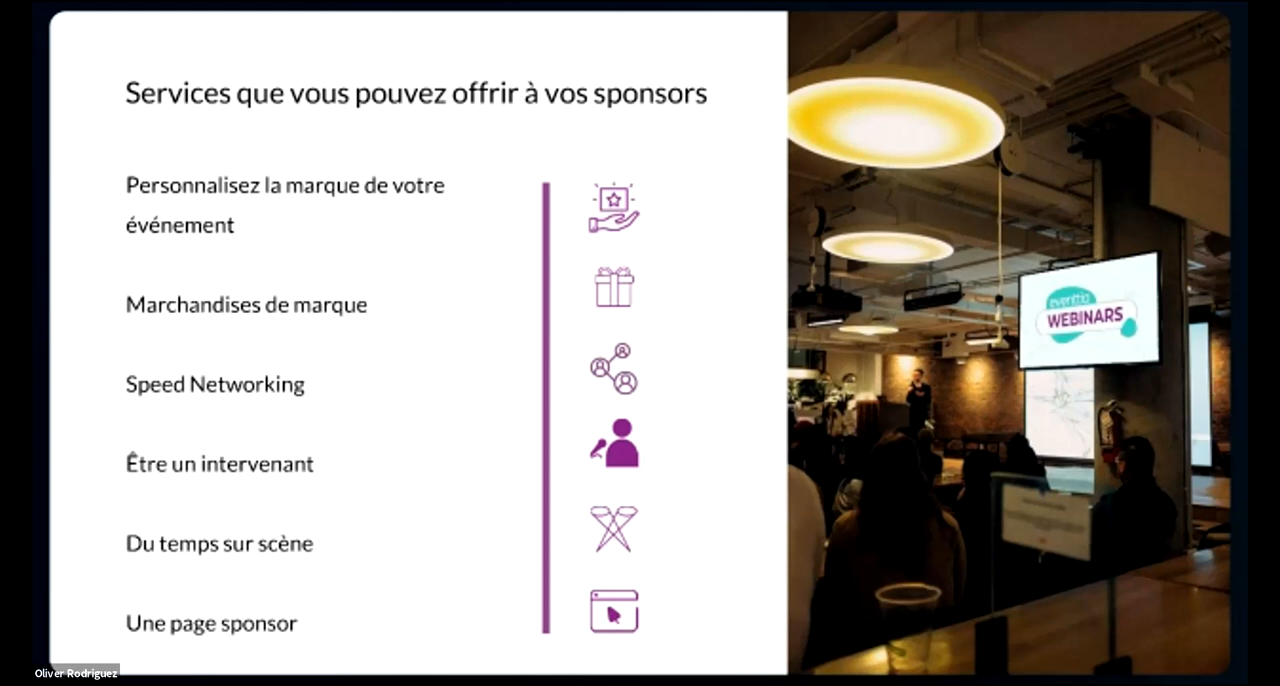 Services que vous pouvez offrir à vos sponsors
Personnalisez la marque de votre
événement
Marchandises de marque
Speed Networking
Être un intervenant
Du temps sur scène
Une page sponsor
eventtia
WEBINARS
Oliver Rodriguez